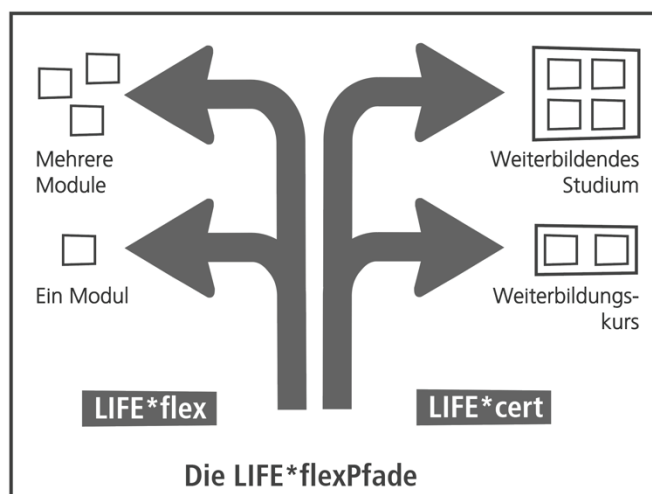 Mehrere
Module
Weiterbildendes
Studium
Ein Modul
Weiterbildungs-
kurs
LIFE*flex
LIFE*cert
Die LIFE*flexPfade